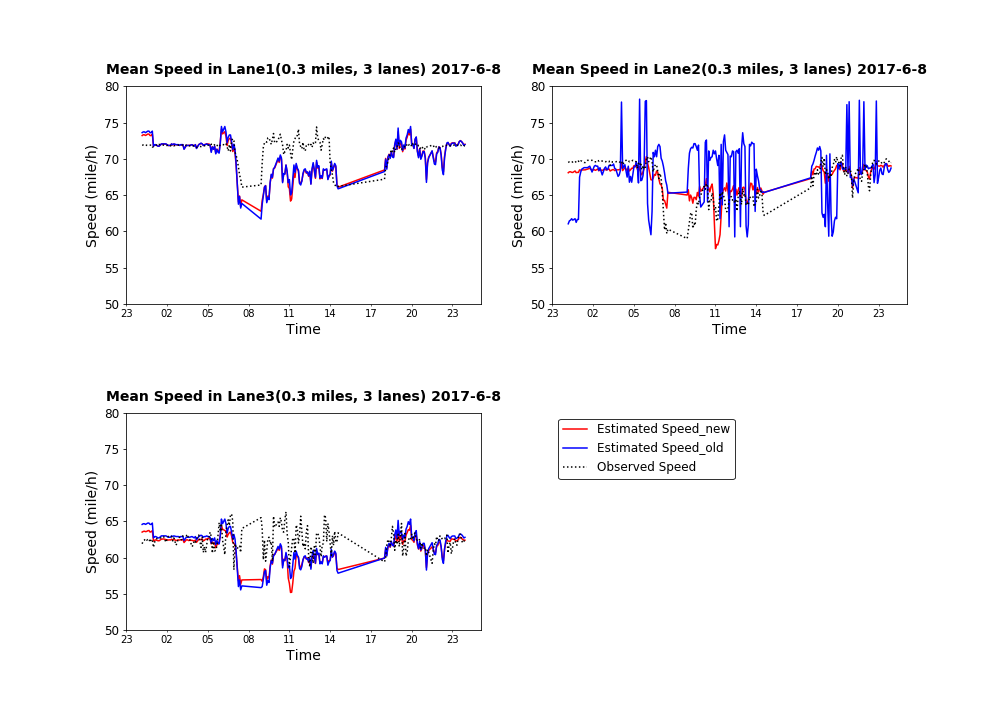 Mean Speed in Lane1(0.3 miles, 3 lanes) 2017-6-8
80
75
70
65
60
55
50
Speed (mile/h)
23 02 05 08 11 14 17 20 23
Time
Mean Speed in Lane2(0.3 miles, 3 lanes) 2017-6-8
80
75
70
65
60
55
50
Speed (mile/h)
23 02 05 08 11 14 17 20 23
Time
Mean Speed in Lane3(0.3 miles, 3 lanes) 2017-6-8
80
75
70
65
60
55
50
Speed (mile/h)
23 02 05 08 11 14 17 20 23
Time
Estimated Speed_new
Estimated Speed_old
Observed Speed